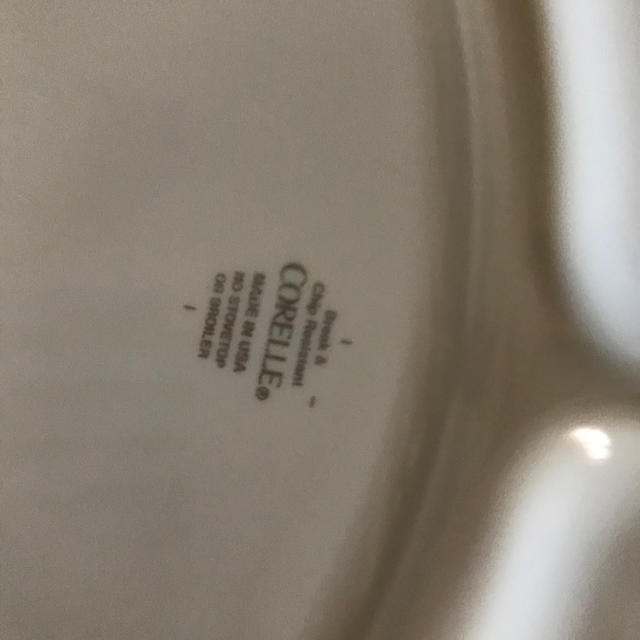 Break &
Chip Resistant
CORELLE®
MADE IN USA
NO STOVETOP
OR BROILER